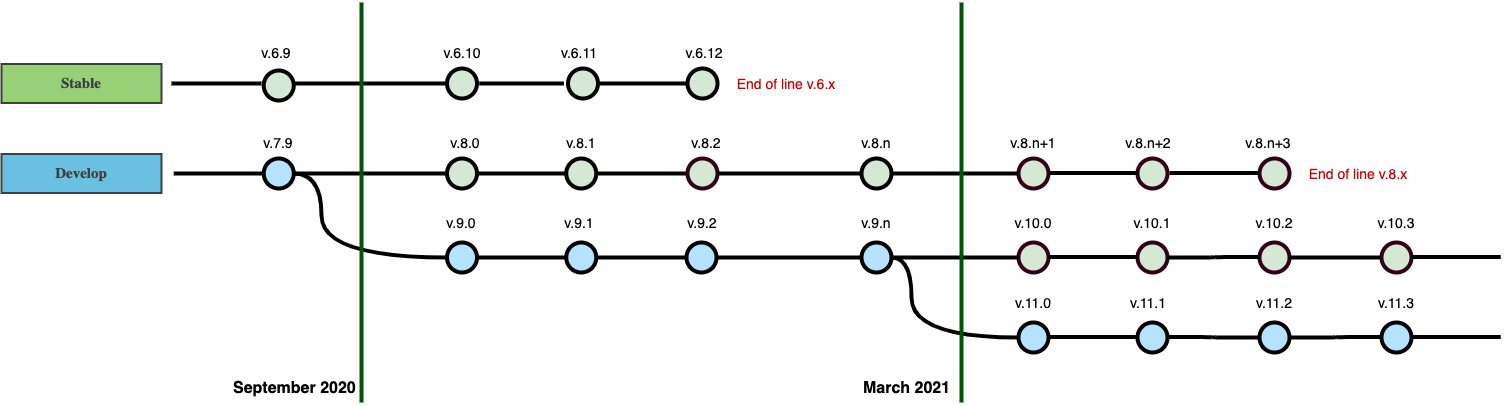 v.6.9
v.6.10
v.6.11
v.6.12
Stable
End of line v.6.x
v.7.9
v.8.0
v.8.1
v.8.2
v.8.n
v.8.n+1
v.8.n+2
v.8.n+3
Develop
End of line v.8.x
v.9.0
v.9.1
v.9.2
v.9.n
v.10.0
v.10.1
v.10.2
v.10.3
v.11.0
v.11.1
v.11.2
v.11.3
September 2020
March 2021